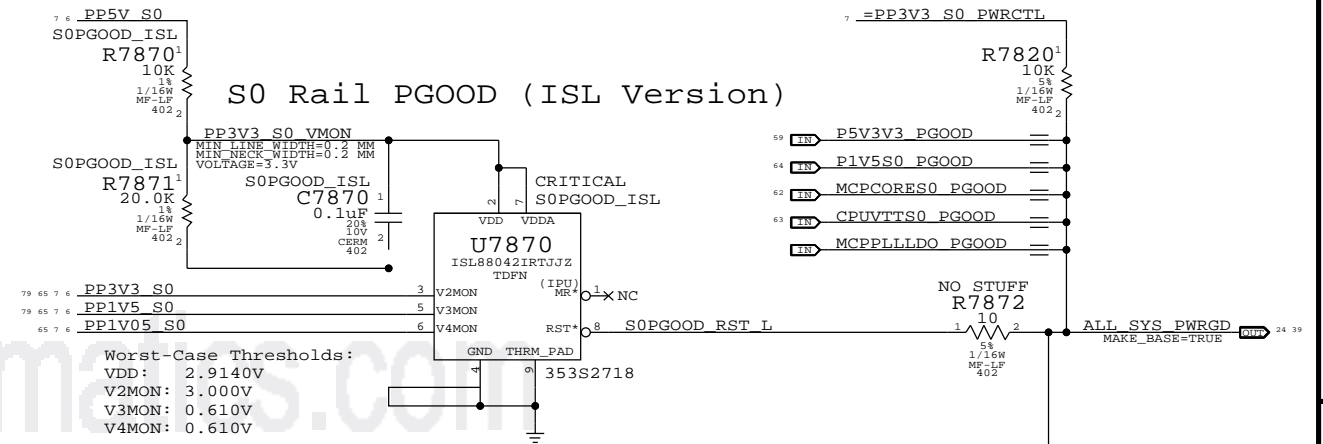 7 6 PP5V_S0
S0PGOOD_ISL
R7870 1
10K
1%
1/16W
MF-LF
402 2
S0 Rail PGOOD (ISL Version)
7 =PP3V3_S0_PWRCTL
R7820 1
10K
5%
1/16W
MF-LF
402 2
PP3V3_S0_VMON
MIN_LINE_WIDTH=0.2 MM
MIN_NECK_WIDTH=0.2 MM
VOLTAGE=3.3V
S0PGOOD_ISL
R7871 1
20.0K
1%
1/16W
MF-LF
402 2
S0PGOOD_ISL
C7870 1
0.1uF
20%
10V
CERM
402
2
CRITICAL
S0PGOOD_ISL
2 7
VDD VDDA
U7870
ISL88042IRTJJZ
TDFN
(IPU)
MR* 1 NC
59 IN P5V3V3_PGOOD
64 IN P1V5S0_PGOOD
62 IN MCPCORES0_PGOOD
63 IN CPUVTTS0_PGOOD
IN MCPPLLLDO_PGOOD
79 65 7 6 PP3V3_S0 3 V2MON
79 65 7 6 PP1V5_S0 5 V3MON
65 7 6 PP1V05_S0 6 V4MON
RST* 8 S0PGOOD_RST_L
NO STUFF
R7872
10
1 2
5%
1/16W
MF-LF
402
ALL_SYS_PWRGD OUT 24 39
MAKE_BASE=TRUE
GND THRM_PAD
4 9 353S2718
Worst-Case Thresholds:
VDD: 2.9140V
V2MON: 3.000V
V3MON: 0.610V
V4MON: 0.610V
matics.com